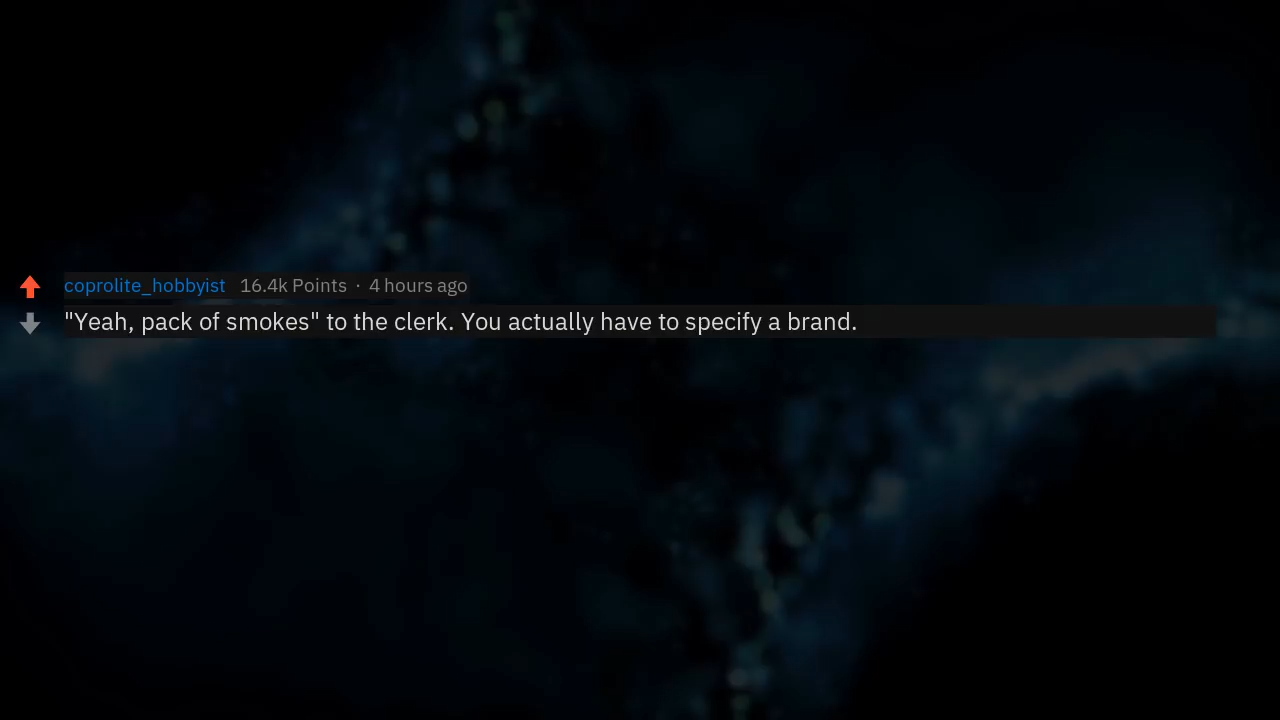 coprolite_hobbyist 16.4k Points · 4 hours ago
"Yeah, pack of smokes" to the clerk. You actually have to specify a brand.